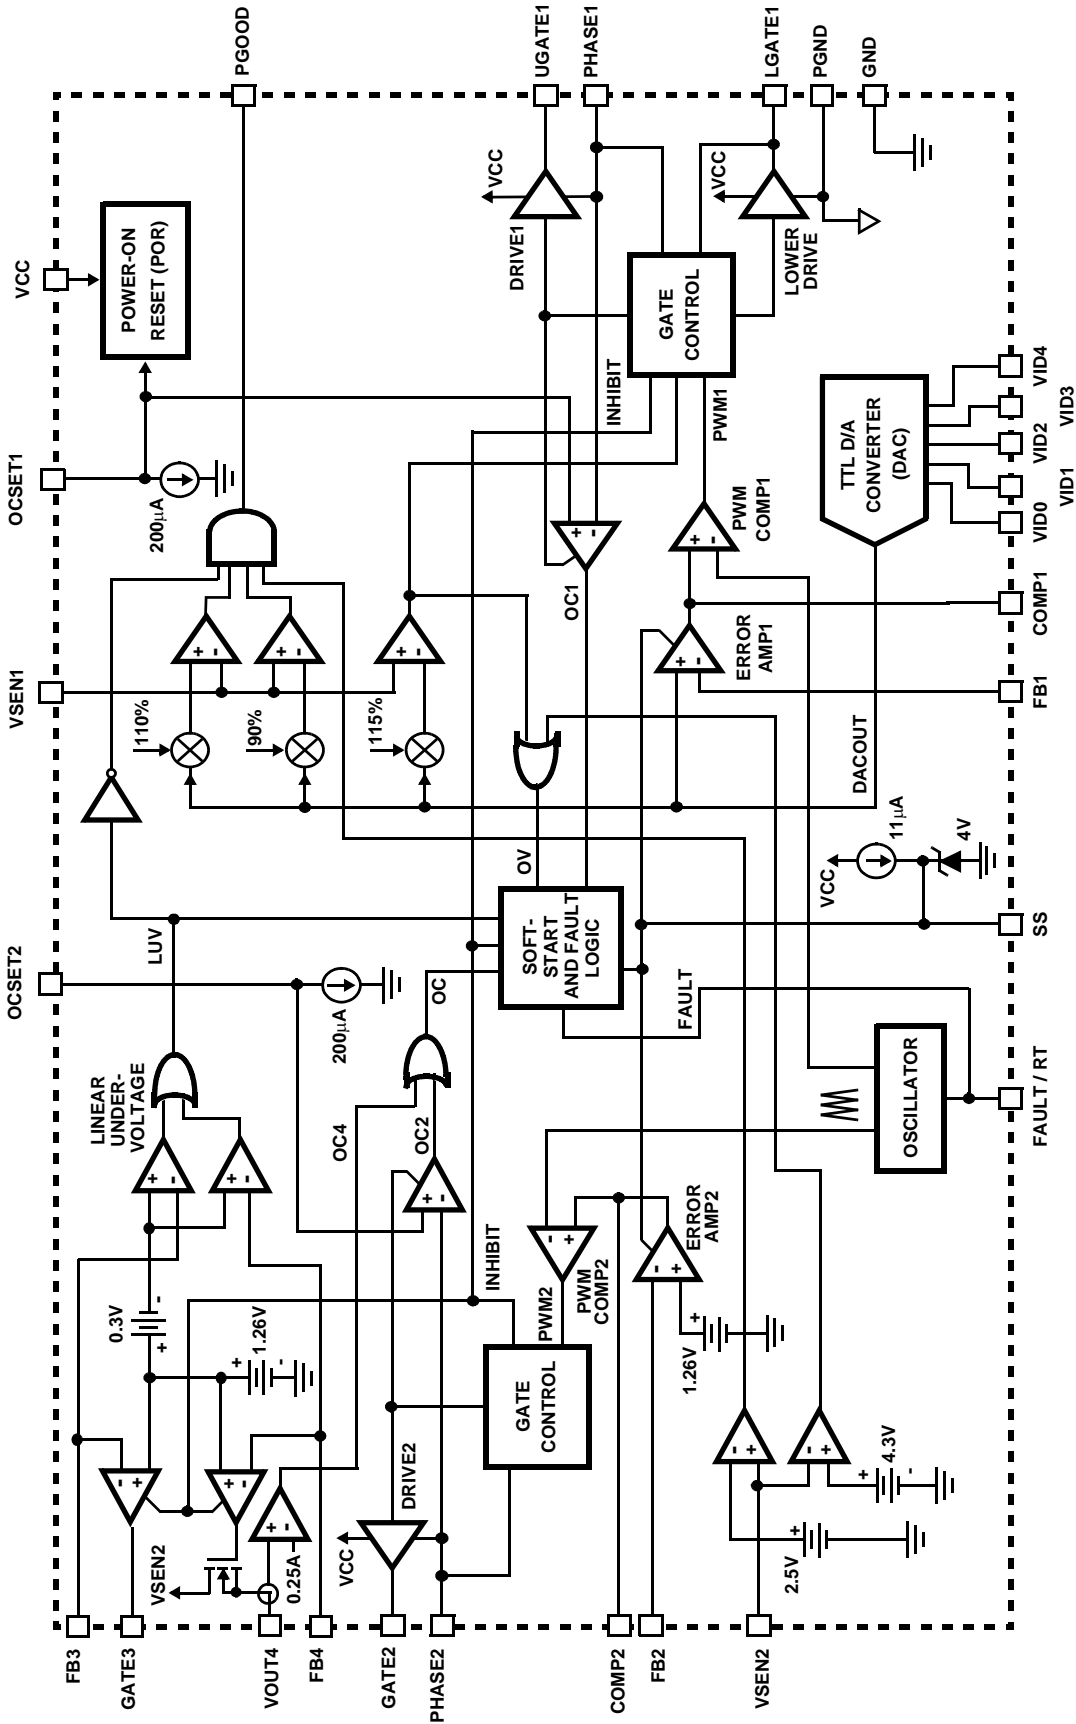 VCC
OCSET1
VSEN1
OCSET2
PGOOD
UGATE1
PHASE1
LGATE1
PGND
GND
POWER-ON
RESET (POR)
200µA
110%
90%
115%
+
-
+
-
+
-
VCC
DRIVE1
VCC
LOWER
DRIVE
GATE
CONTROL
INHIBIT
PWM1
+
-
OC1
PWM
COMP1
+
-
ERROR
AMP1
+
-
TTL D/A
CONVERTER
(DAC)
DACOUT
VID4
VID3
VID2
VID1
VID0
COMP1
FB1
SS
FAULT / RT
VCC
11µA
4V
LUV
OV
OC
SOFT-
START
AND FAULT
LOGIC
FAULT
OSCILLATOR
200µA
LINEAR
UNDER-
VOLTAGE
+
-
+
-
OC4
OC2
+
-
INHIBIT
0.3V
+
-
1.26V
+
-
-
+
+
-
+
-
0.25A
VSEN2
VCC
DRIVE2
GATE
CONTROL
PWM2
PWM
COMP2
-
+
ERROR
AMP2
-
+
1.26V
+
-
+
-
+
4.3V
+
-
2.5V
+
FB3
GATE3
VOUT4
FB4
GATE2
PHASE2
COMP2
FB2
VSEN2